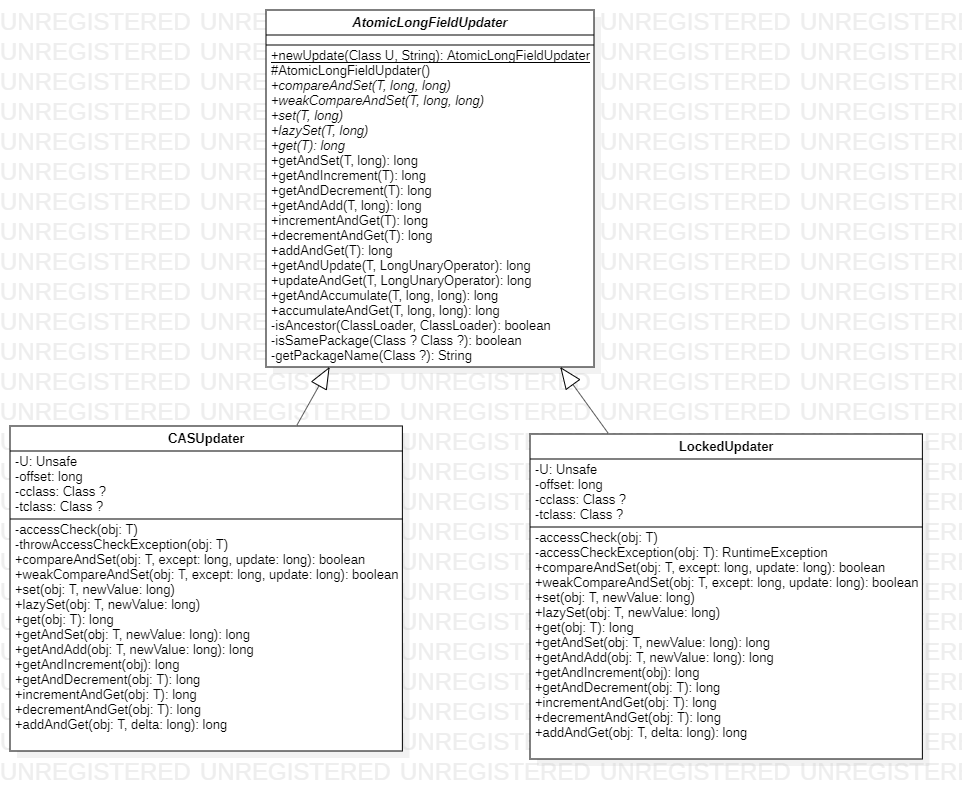 AtomicLongFieldUpdater
+newUpdate(Class U, String): AtomicLongFieldUpdater
#AtomicLongFieldUpdater()
+compareAndSet(T, long, long)
+weakCompareAndSet(T, long, long)
+set(T, long)
+lazySet(T, long)
+get(T): long
+getAndSet(T, long): long
+getAndIncrement(T): long
+getAndDecrement(T): long
+getAndAdd(T, long): long
+incrementAndGet(T): long
+decrementAndGet(T): long
+addAndGet(T): long
+getAndUpdate(T, LongUnaryOperator): long
+updateAndGet(T, LongUnaryOperator): long
+getAndAccumulate(T, long, long): long
+accumulateAndGet(T, long, long): long
-isAncestor(ClassLoader, ClassLoader): boolean
-isSamePackage(Class ? Class ?): boolean
-getPackageName(Class ?): String
CASUpdater
-U: Unsafe
-offset: long
-cclass: Class ?
-tclass: Class ?
-accessCheck(obj: T)
-throwAccessCheckException(obj: T)
+compareAndSet(obj: T, except: long, update: long): boolean
+weakCompareAndSet(obj: T, except: long, update: long): boolean
+set(obj: T, newValue: long)
+lazySet(obj: T, newValue: long)
+get(obj: T): long
+getAndSet(obj: T, newValue: long): long
+getAndAdd(obj: T, newValue: long): long
+getAndIncrement(obj): long
+getAndDecrement(obj: T): long
+incrementAndGet(obj: T): long
+decrementAndGet(obj: T): long
+addAndGet(obj: T, delta: long): long
LockedUpdater
-U: Unsafe
-offset: long
-cclass: Class ?
-tclass: Class ?
-accessCheck(obj: T)
-accessCheckException(obj: T): RuntimeException
+compareAndSet(obj: T, except: long, update: long): boolean
+weakCompareAndSet(obj: T, except: long, update: long): boolean
+set(obj: T, newValue: long)
+lazySet(obj: T, newValue: long)
+get(obj: T): long
+getAndSet(obj: T, newValue: long): long
+getAndAdd(obj: T, newValue: long): long
+getAndIncrement(obj): long
+getAndDecrement(obj: T): long
+incrementAndGet(obj: T): long
+decrementAndGet(obj: T): long
+addAndGet(obj: T, delta: long): long